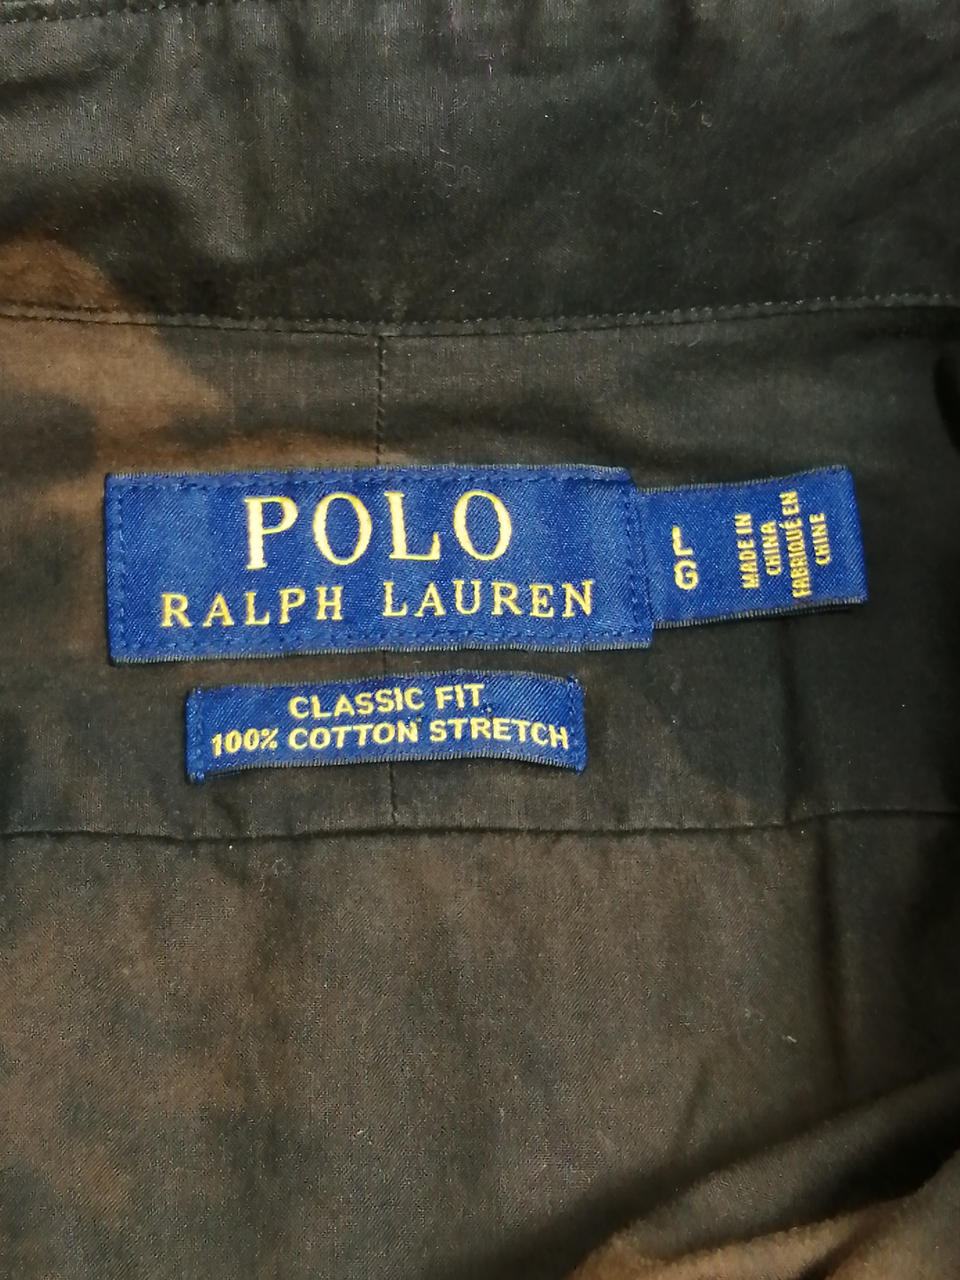 POLO
RALPH LAUREN
L
G
MADE IN
CHINA
FABRIQUÉ EN
CHINE
CLASSIC FIT
100% COTTON STRETCH